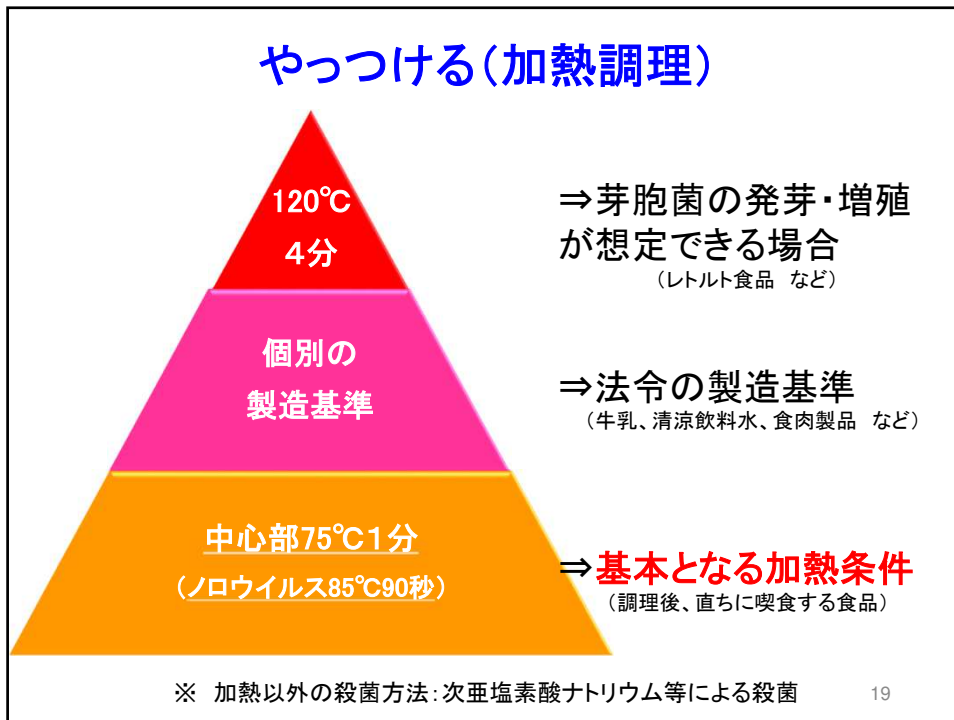 やっつける(加熱調理)
120℃
４分
⇒芽胞菌の発芽・増殖
が想定できる場合
(レトルト食品　など)
個別の
製造基準
⇒法令の製造基準
(牛乳、清涼飲料水、食肉製品　など)
中心部75℃１分
(ノロウイルス85℃90秒)
⇒基本となる加熱条件
(調理後、直ちに喫食する食品)
※　加熱以外の殺菌方法：次亜塩素酸ナトリウム等による殺菌
19